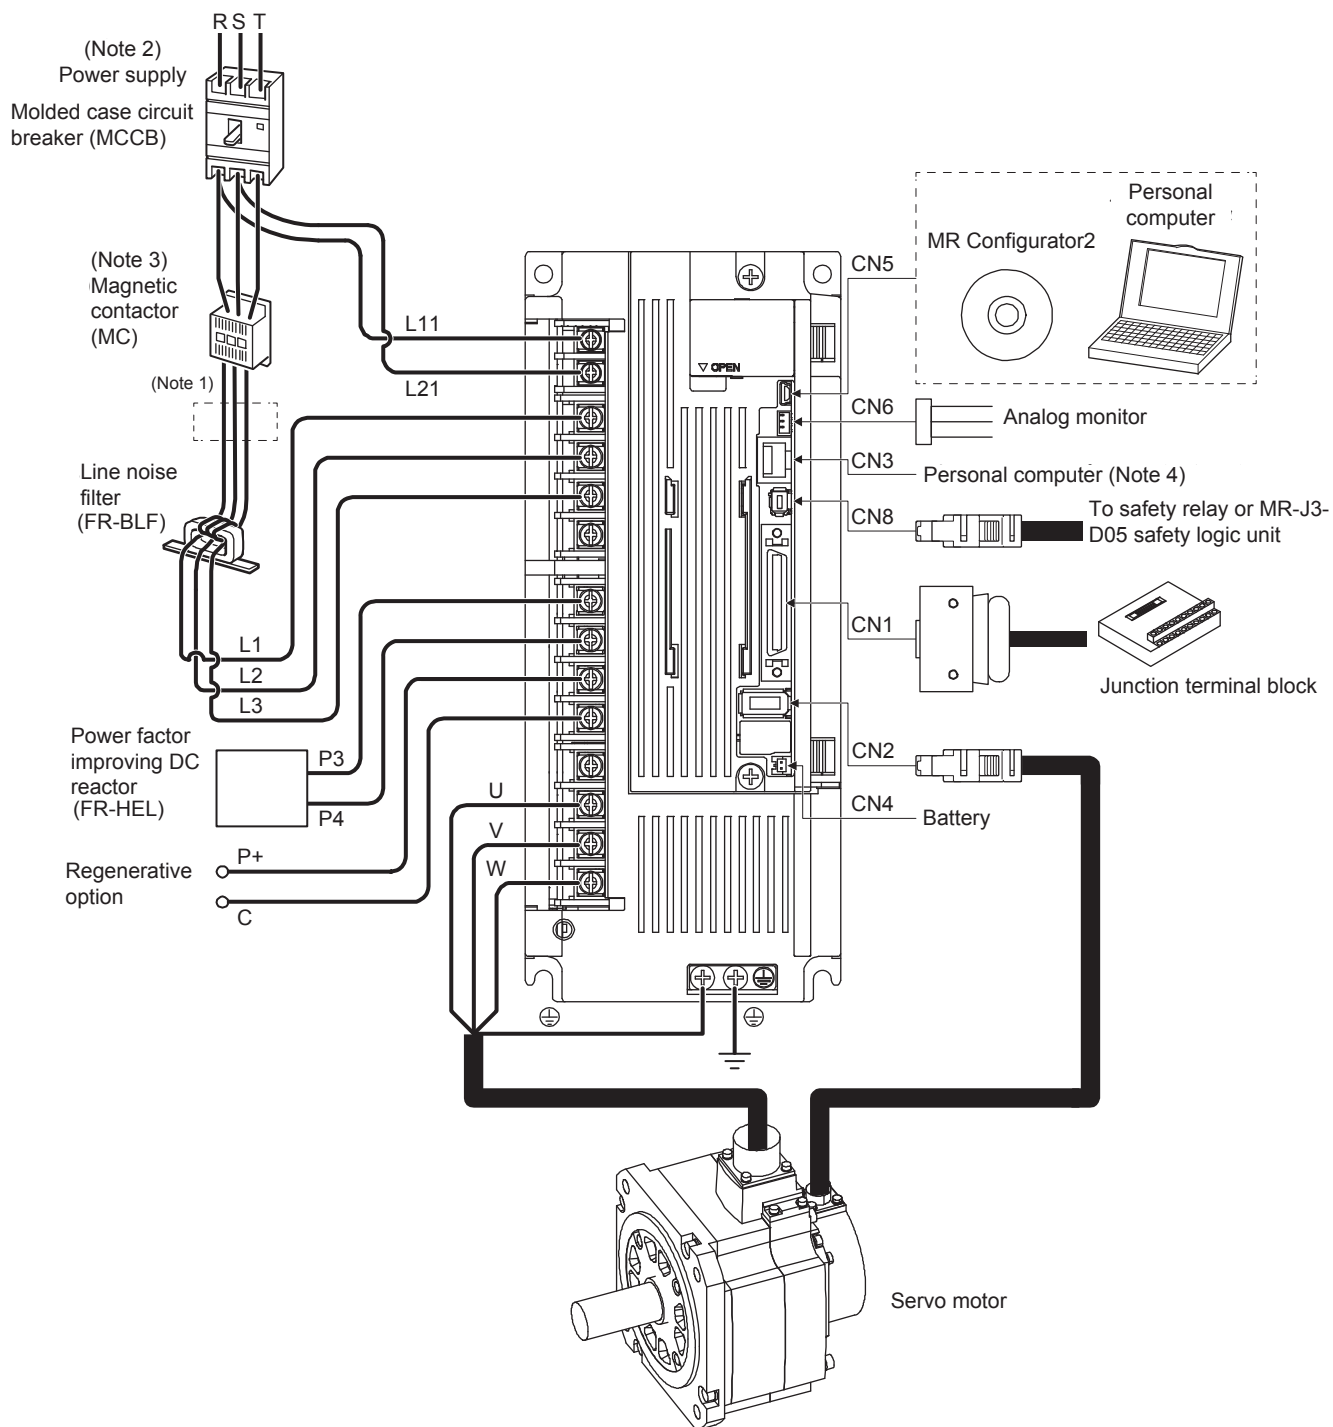 R S T
(Note 2)
Power supply
Molded case circuit
breaker (MCCB)
(Note 3)
Magnetic
contactor
(MC)
(Note 1)
Line noise
filter
(FR-BLF)
L11
L21
L1
L2
L3
Power factor
improving DC
reactor
(FR-HEL)
P3
P4
Regenerative
option
P+
C
U
V
W
OPEN
CN5
MR Configurator2
Personal
computer
CN6
Analog monitor
CN3
Personal computer (Note 4)
CN8
To safety relay or MR-J3-
D05 safety logic unit
CN1
Junction terminal block
CN2
CN4
Battery
Servo motor